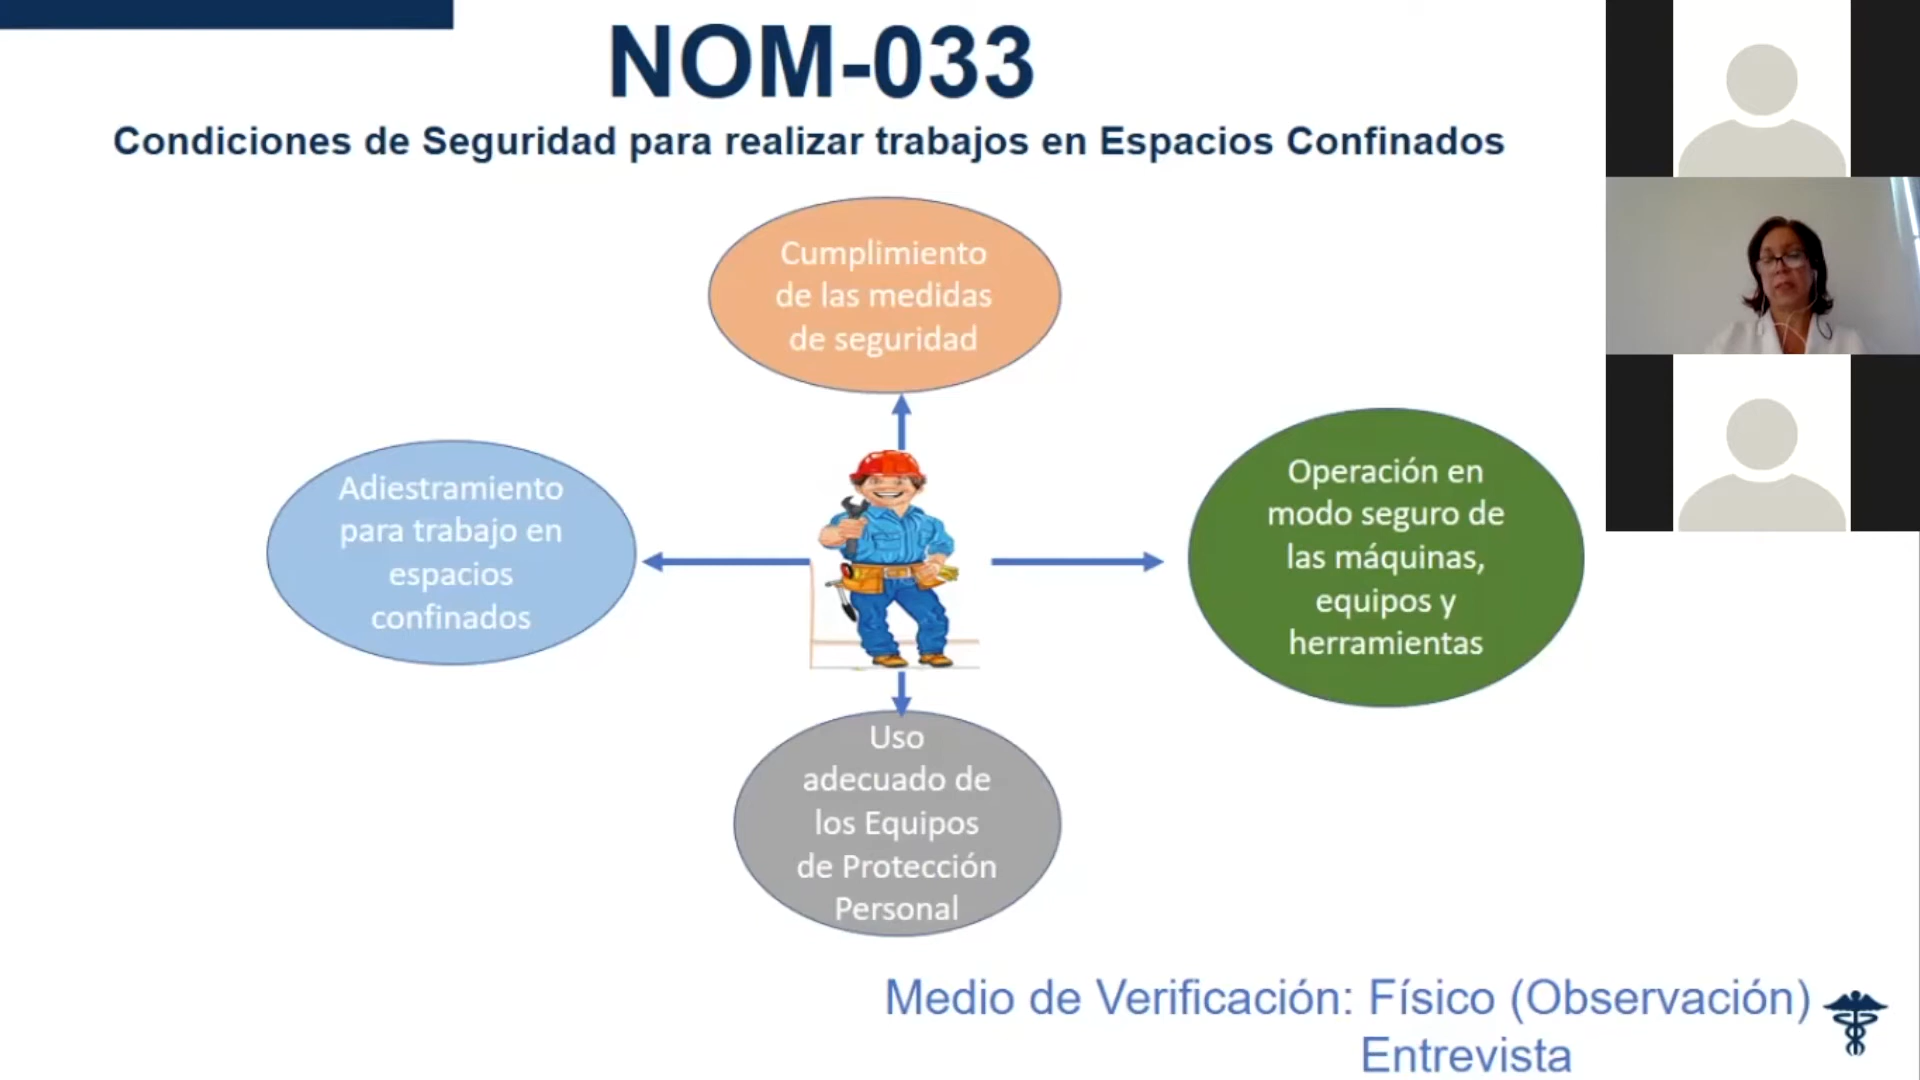 NOM-033
Condiciones de Seguridad para realizar trabajos en Espacios Confinados
Cumplimiento
de las medidas
de seguridad
Adiestramiento
para trabajo en
espacios
confinados
Operación en
modo seguro de
las máquinas,
equipos y
herramientas
Uso
adecuado de
los Equipos
de Protección
Personal
Medio de Verificación: Físico (Observación)
Entrevista